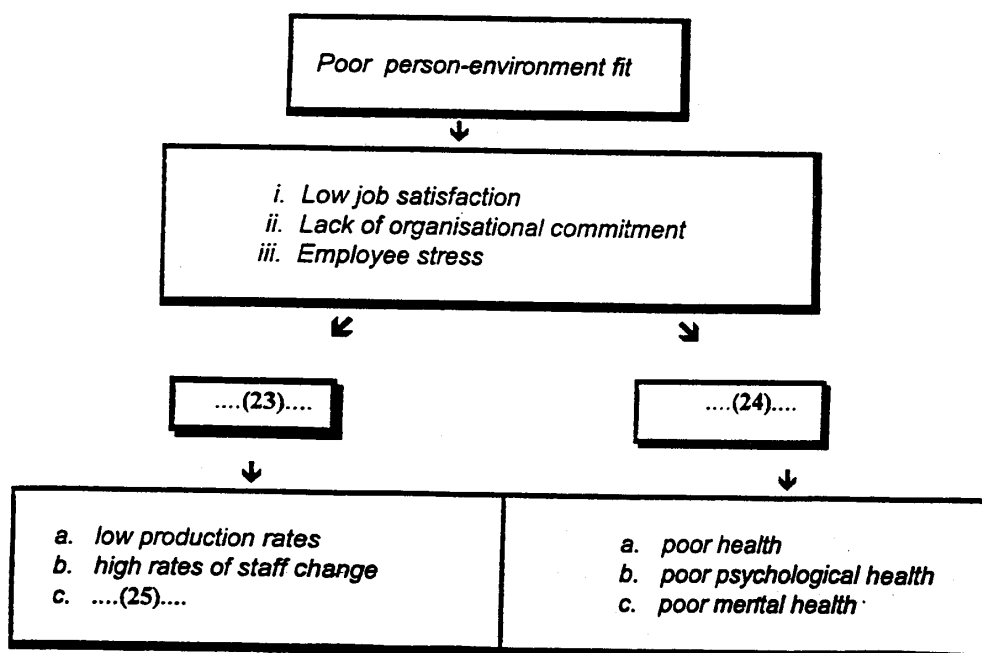 Poor person-environment fit
i. Low job satisfaction
ii. Lack of organisational commitment
iii. Employee stress
....(23)....
....(24)....
a. low production rates
b. high rates of staff change
c. ....(25)....
a. poor health
b. poor psychological health
c. poor mental health